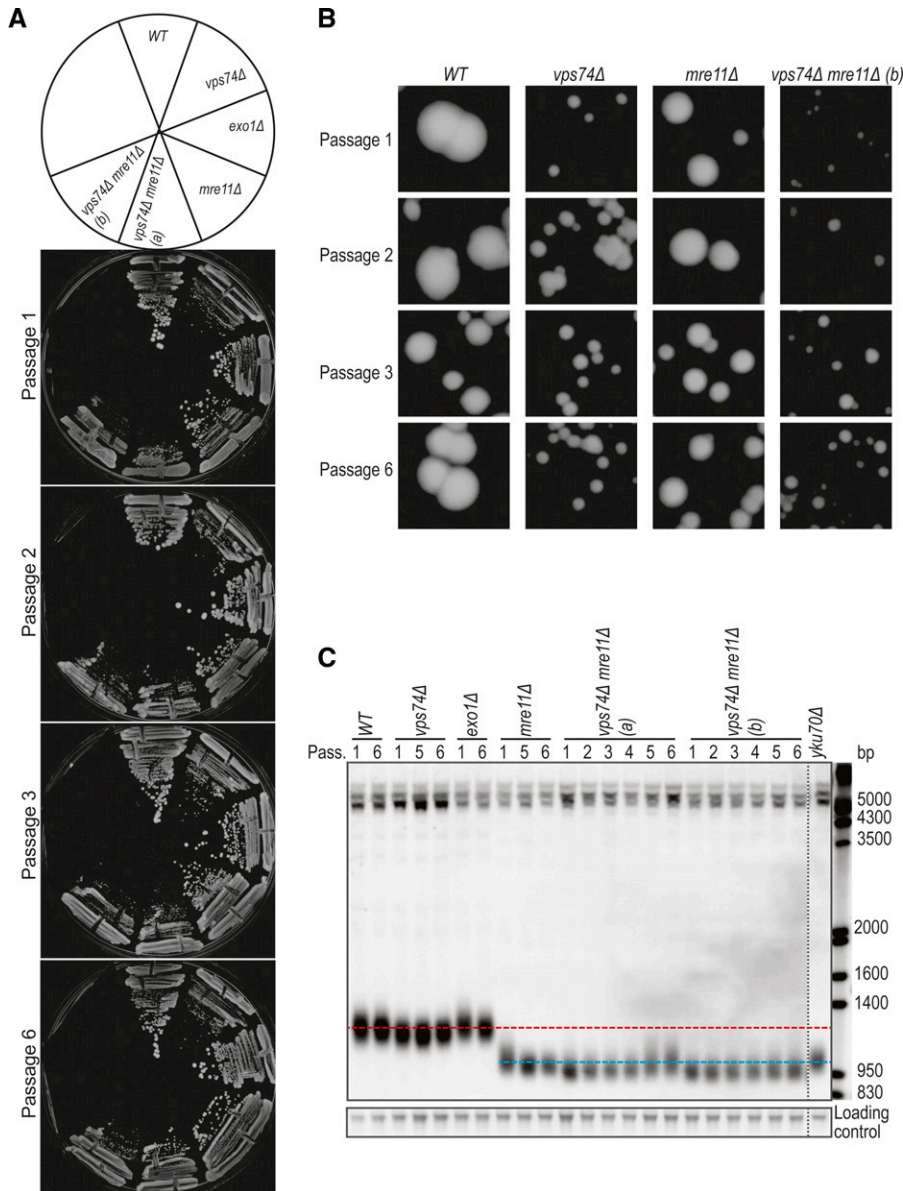 A
WT
vps74Δ
exo1Δ
mre11Δ
vps74Δ mre11Δ
(a)
vps74Δ mre11Δ
(b)
Passage 1
Passage 2
Passage 3
Passage 6
B
WT vps74Δ mre11Δ vps74Δ mre11Δ (b)
Passage 1
Passage 2
Passage 3
Passage 6
C
WT
vps74Δ
exo1Δ
mre11Δ
vps74Δ mre11Δ
(a)
vps74Δ mre11Δ
(b)
yku70Δ
Pass. 1 6 1 5 6 1 6 1 5 6 1 2 3 4 5 6 1 2 3 4 5 6 bp
5000
4300
3500
2000
1600
1400
950
830
Loading
control